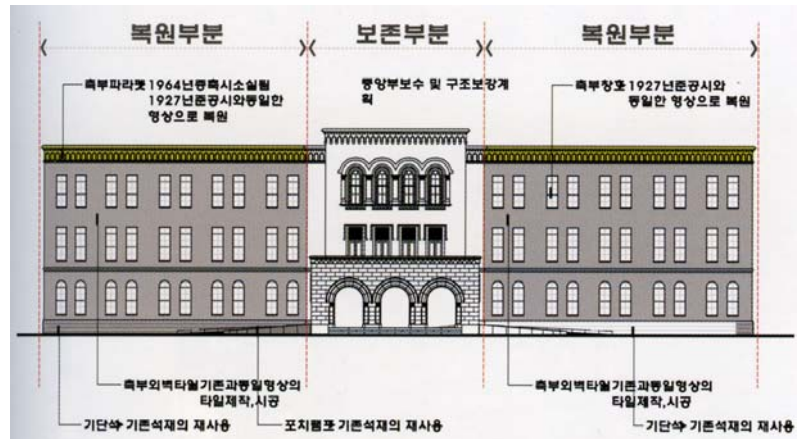 복원부분
보존부분
복원부분
측부파라펫 1964년증축시소실됨
1927년준공시와동일한
형상으로 복원
중앙부보수 및 구조보강계
획
측부창호 1927년준공시와
동일한 형상으로 복원
측부외벽타일 기존과동일형상의
타일제작,시공
측부외벽타일 기존과동일형상의
타일제작,시공
기단석 기존석재의 재사용
포치램프 기존석재의 재사용
기단석 기존석재의 재사용